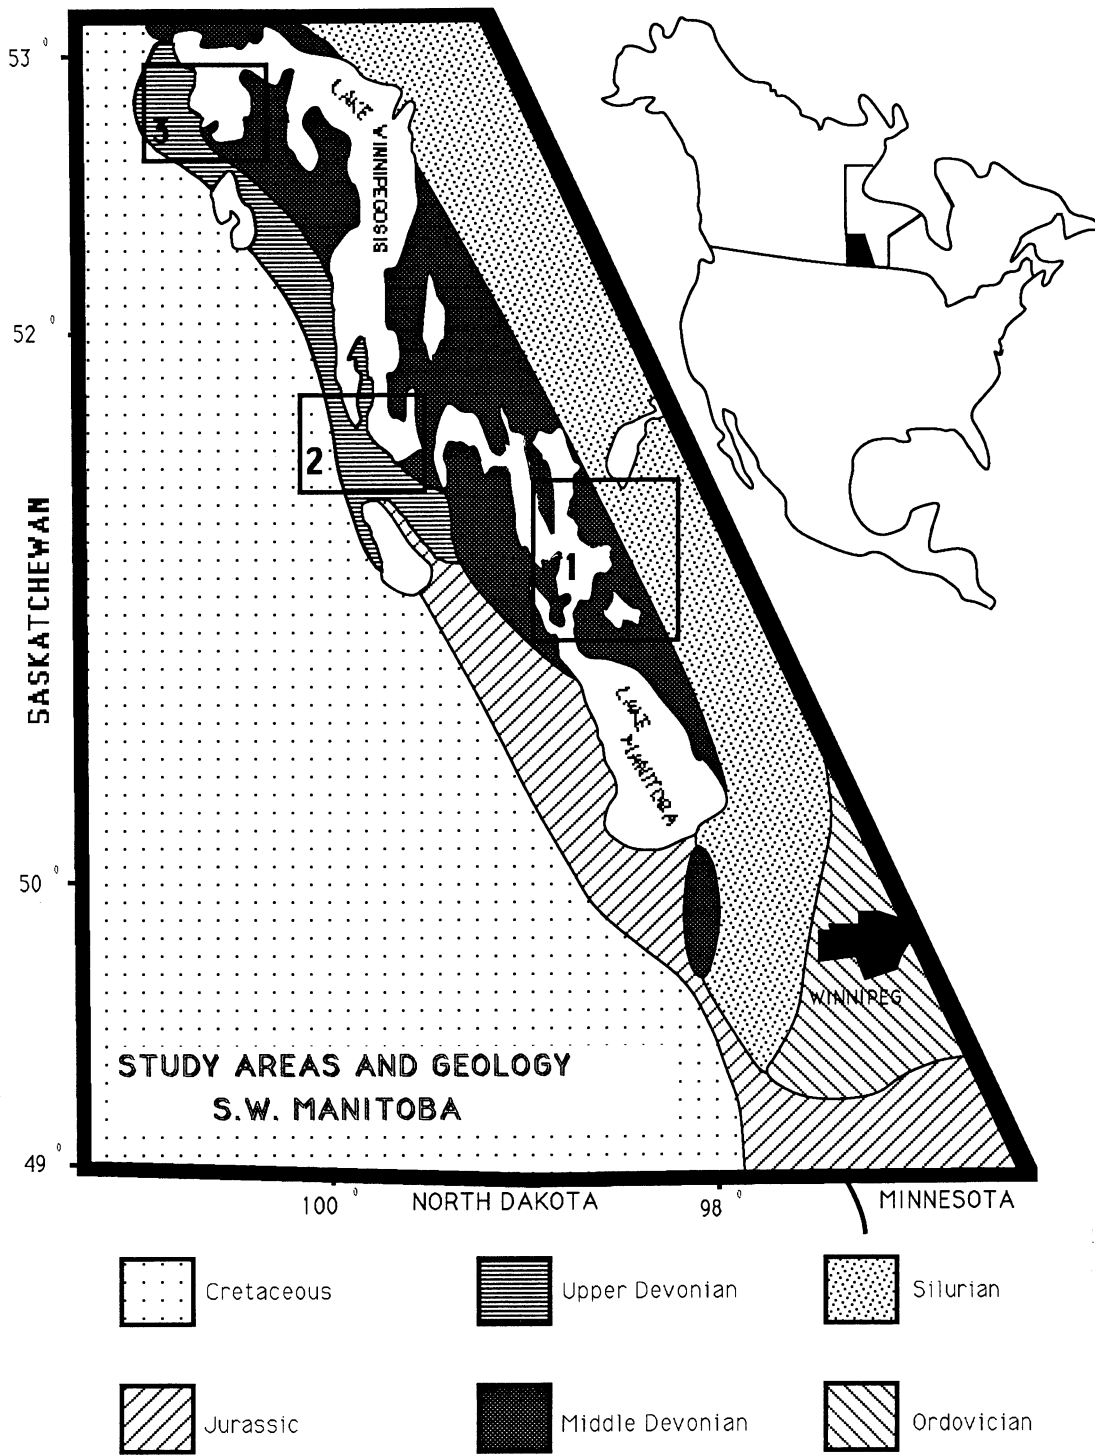 53°
LAKE WINNIPEGOSIS
3
52°
2
1
SASKATCHEWAN
LAKE MANITOBA
50°
WINNIPEG
STUDY AREAS AND GEOLOGY
S.W. MANITOBA
49°
100°
NORTH DAKOTA
98°
MINNESOTA
Cretaceous
Upper Devonian
Silurian
Jurassic
Middle Devonian
Ordovician